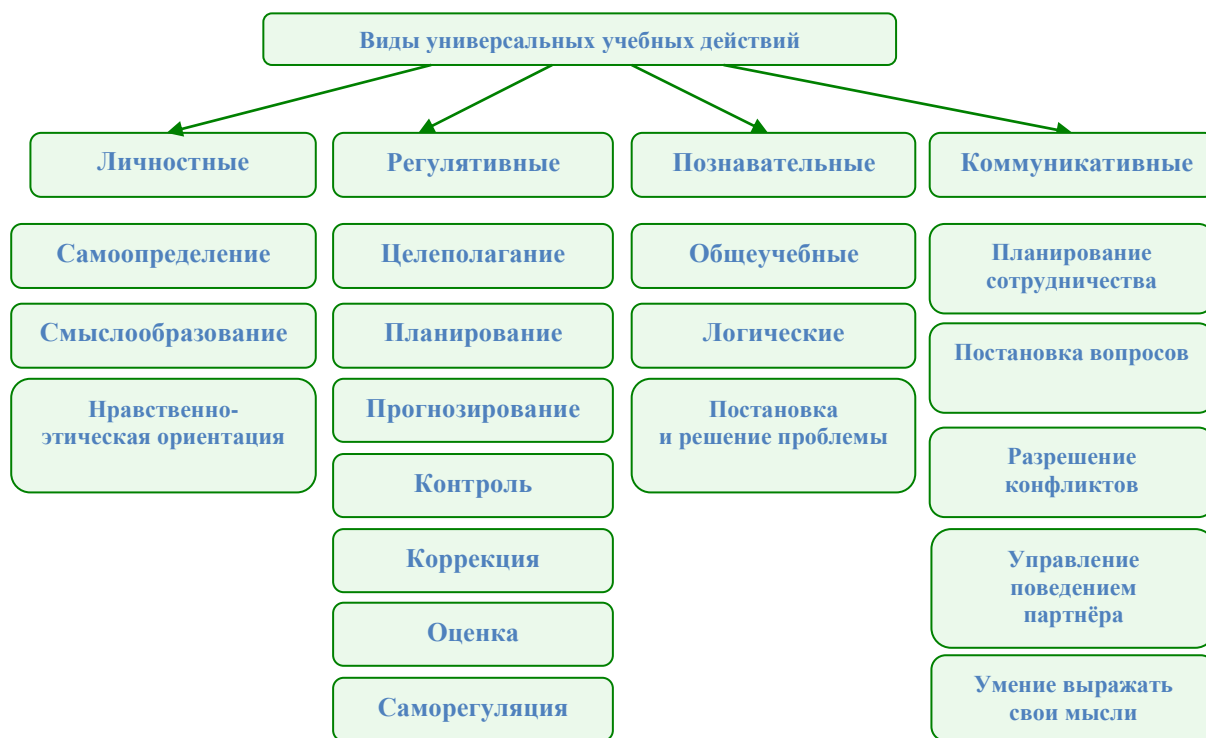 Виды универсальных учебных действий
Личностные
Регулятивные
Познавательные
Коммуникативные
Самоопределение
Смыслообразование
Нравственно-
этическая ориентация
Целеполагание
Планирование
Прогнозирование
Контроль
Коррекция
Оценка
Саморегуляция
Общеучебные
Логические
Постановка
и решение проблемы
Планирование
сотрудничества
Постановка вопросов
Разрешение
конфликтов
Управление
поведением
партнёра
Умение выражать
свои мысли